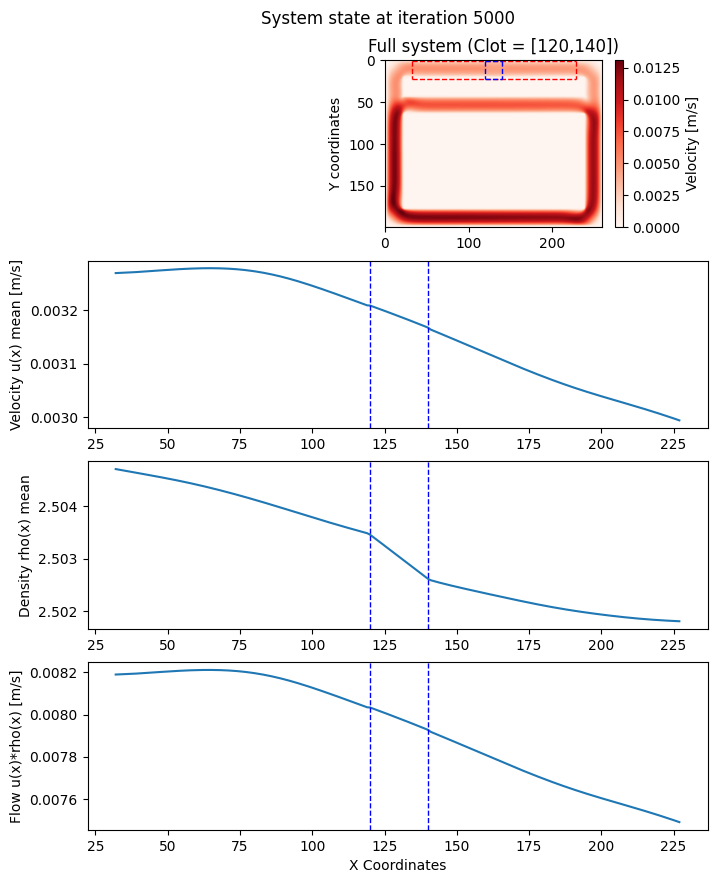 System state at iteration 5000
Full system (Clot = [120,140])
0
50
100
150
Y coordinates
0 100 200
0.0125
0.0100
0.0075
0.0050
0.0025
0.0000
Velocity [m/s]
Velocity u(x) mean [m/s]
0.0032
0.0031
0.0030
25 50 75 100 125 150 175 200 225
Density rho(x) mean
2.504
2.503
2.502
25 50 75 100 125 150 175 200 225
Flow u(x)*rho(x) [m/s]
0.0082
0.0080
0.0078
0.0076
25 50 75 100 125 150 175 200 225
X Coordinates